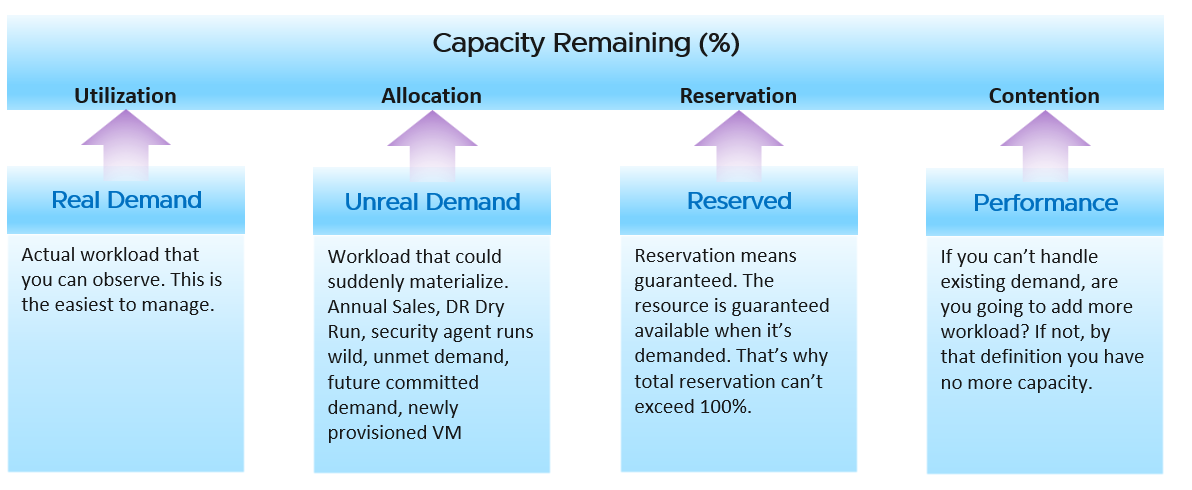 Capacity Remaining (%)
Utilization
Allocation
Reservation
Contention
Real Demand
Actual workload that
you can observe. This is
the easiest to manage.
Unreal Demand
Workload that could
suddenly materialize.
Annual Sales, DR Dry
Run, security agent runs
wild, unmet demand,
future committed
demand, newly
provisioned VM
Reserved
Reservation means
guaranteed. The
resource is guaranteed
available when it’s
demanded. That’s why
total reservation can’t
exceed 100%.
Performance
If you can’t handle
existing demand, are
you going to add more
workload? If not, by
that definition you have
no more capacity.